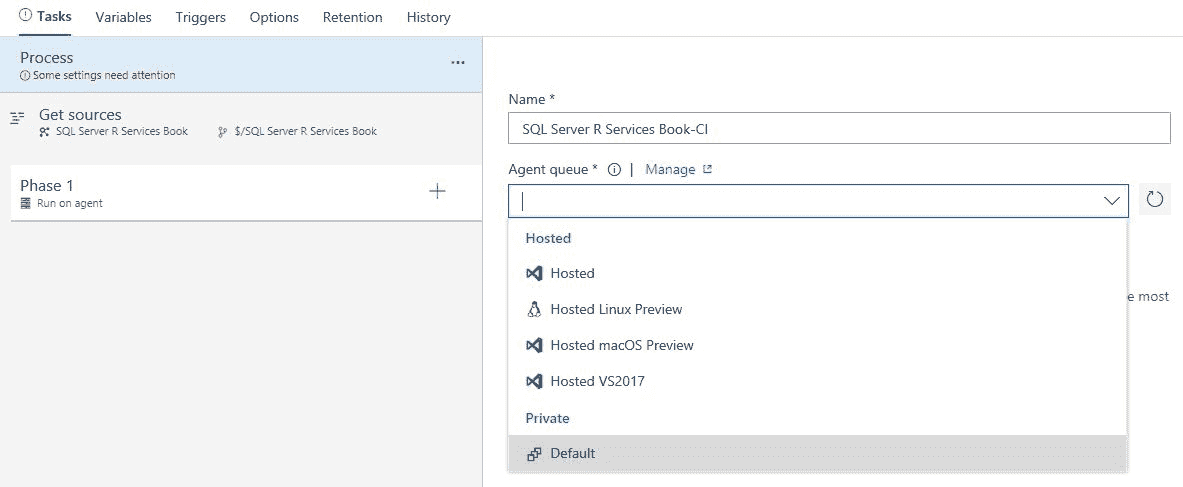 Tasks Variables Triggers Options Retention History
Process
Some settings need attention
Get sources
SQL Server R Services Book $/SQL Server R Services Book
Phase 1
Run on agent
Name *
SQL Server R Services Book-CI
Agent queue * | Manage
Hosted
Hosted
Hosted Linux Preview
Hosted macOS Preview
Hosted VS2017
Private
Default
e most